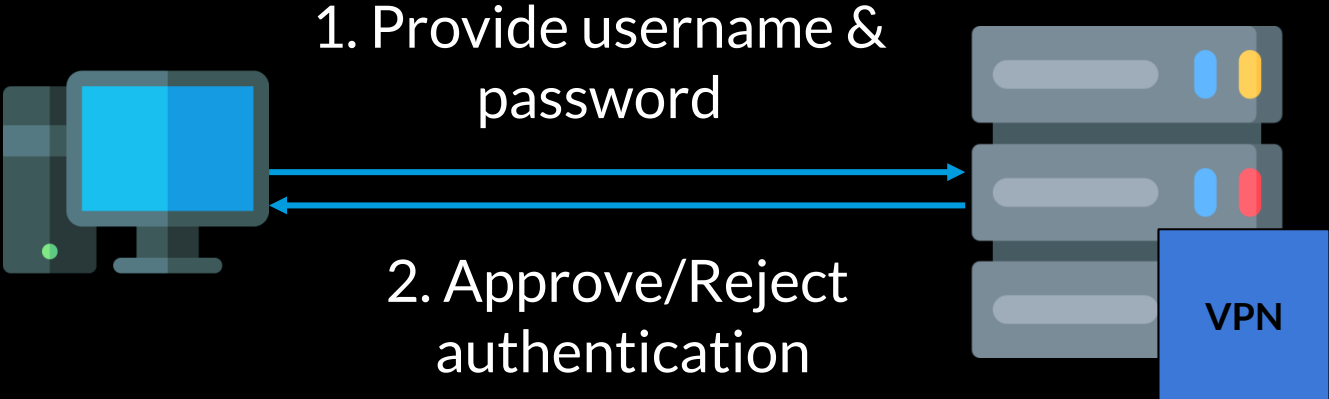 1. Provide username &
password
2. Approve/Reject
authentication
VPN